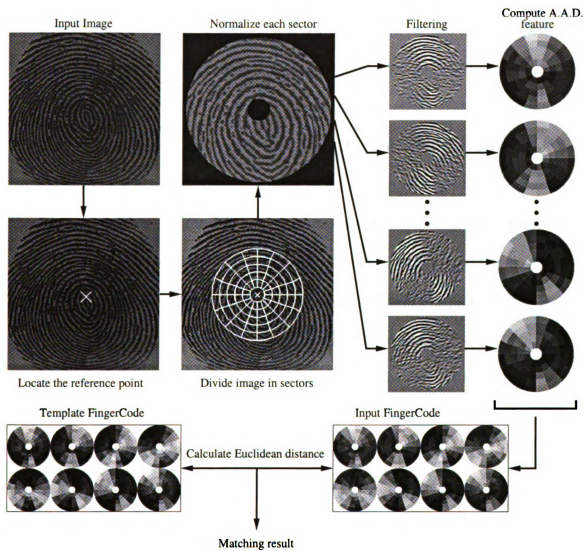 Input Image
Normalize each sector
Filtering
Compute A.A.D.
feature
Locate the reference point
Divide image in sectors
Template FingerCode
Input FingerCode
Calculate Euclidean distance
Matching result